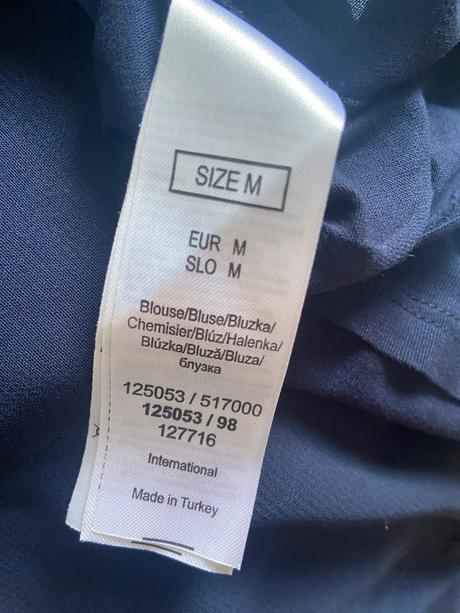 SIZE M
EUR M
SLO M
Blouse/Bluse/Bluzka/
Chemisier/Blúz/Halenka/
Blúzka/Bluză/Bluza/
блузка
125053 / 517000
125053 / 98
127716
International
Made in Turkey